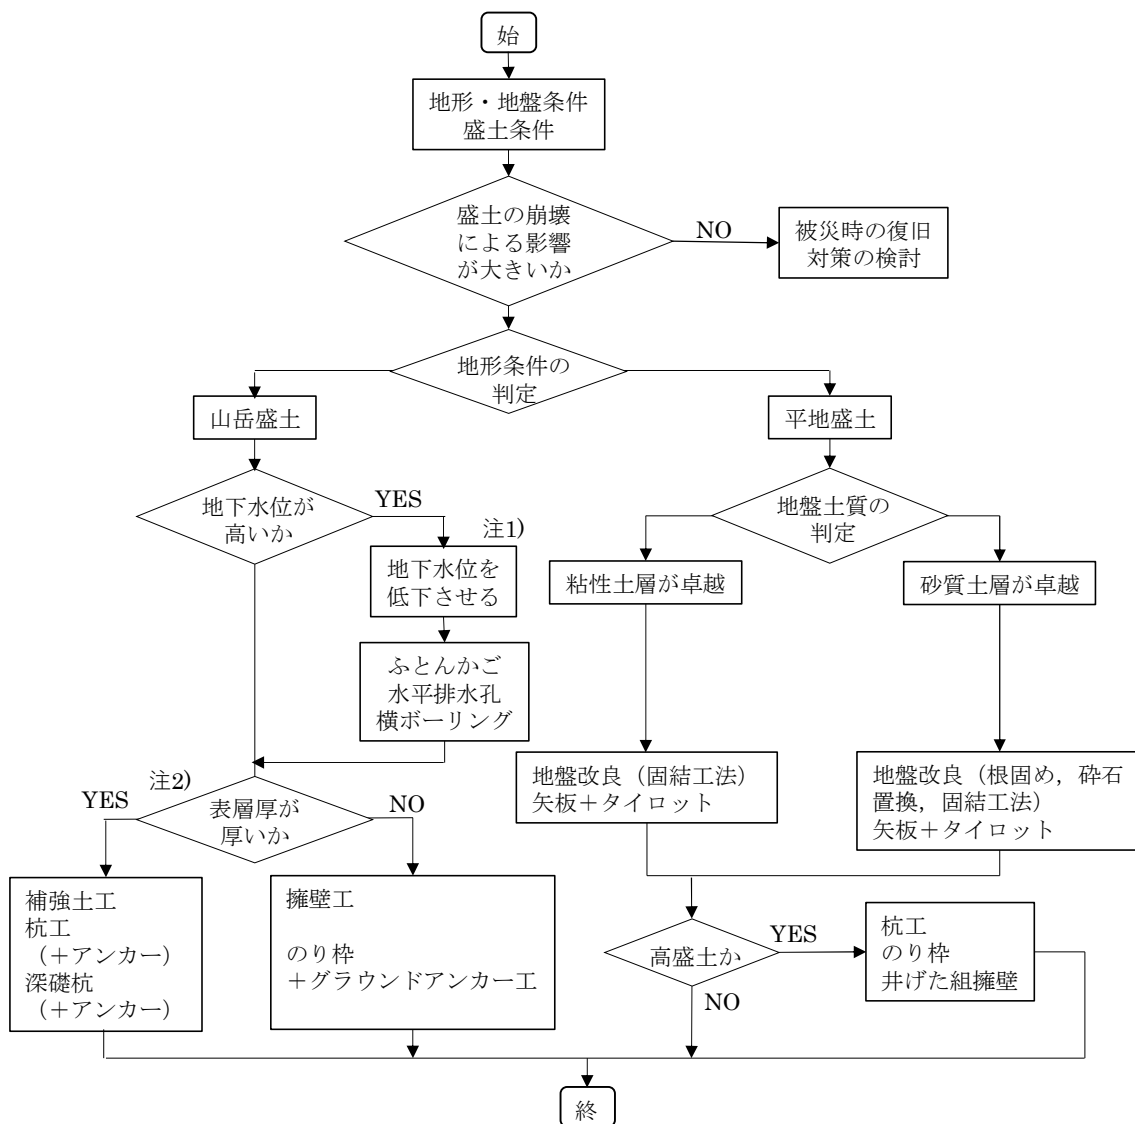 始
地形・地盤条件
盛土条件
盛土の崩壊
による影響
が大きいか
NO
被災時の復旧
対策の検討
地形条件の
判定
山岳盛土
平地盛土
地下水位が
高いか
YES
地盤土質の
判定
注1)
地下水位を
低下させる
粘性土層が卓越
砂質土層が卓越
ふとんかご
水平排水孔
横ボーリング
注2)
YES
表層厚が
厚いか
NO
地盤改良（固結工法）
矢板＋タイロット
地盤改良（根固め，砕石
置換，固結工法）
矢板＋タイロット
補強土工
杭工
（＋アンカー）
深礎杭
（＋アンカー）
擁壁工
のり枠
＋グラウンドアンカー工
高盛土か
YES
NO
杭工
のり枠
井げた組擁壁
終